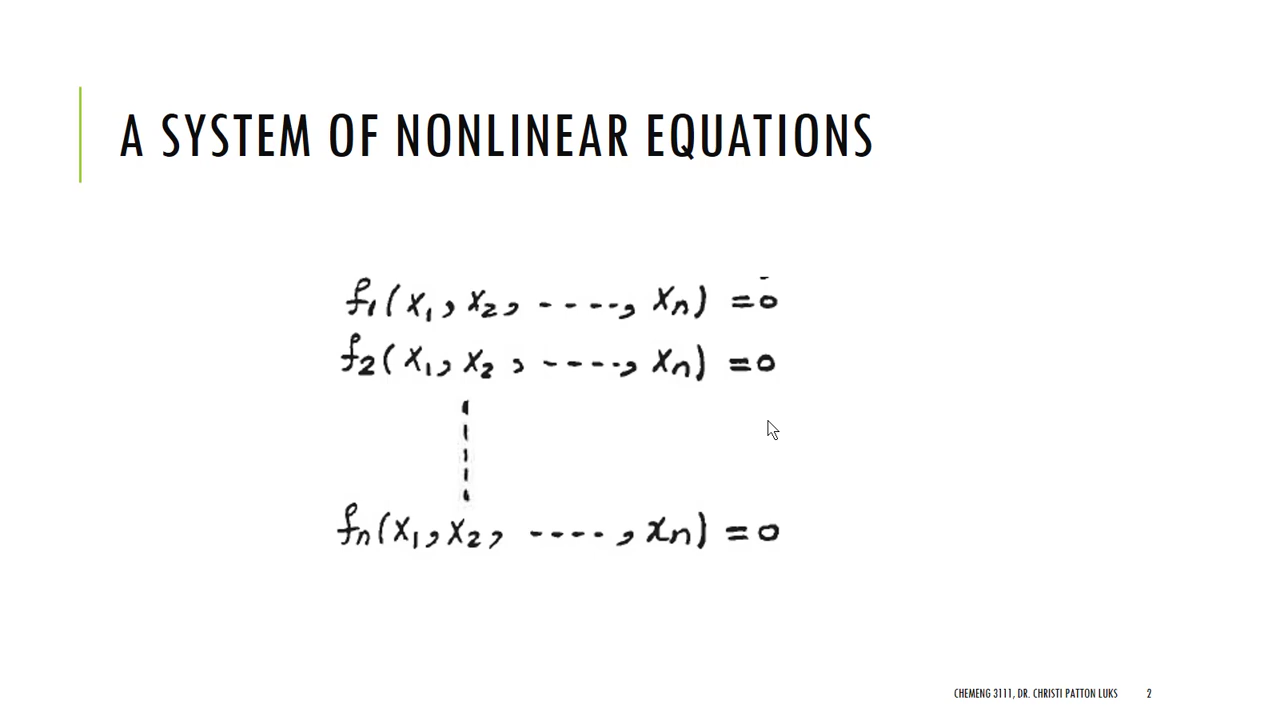 A SYSTEM OF NONLINEAR EQUATIONS
f₁(x₁, x₂, ----, xₙ) = 0
f₂(x₁, x₂, ----, xₙ) = 0
fₙ(x₁, x₂, ----, xₙ) = 0
CHEMENG 3111, DR. CHRISTI PATTON LUKS 2